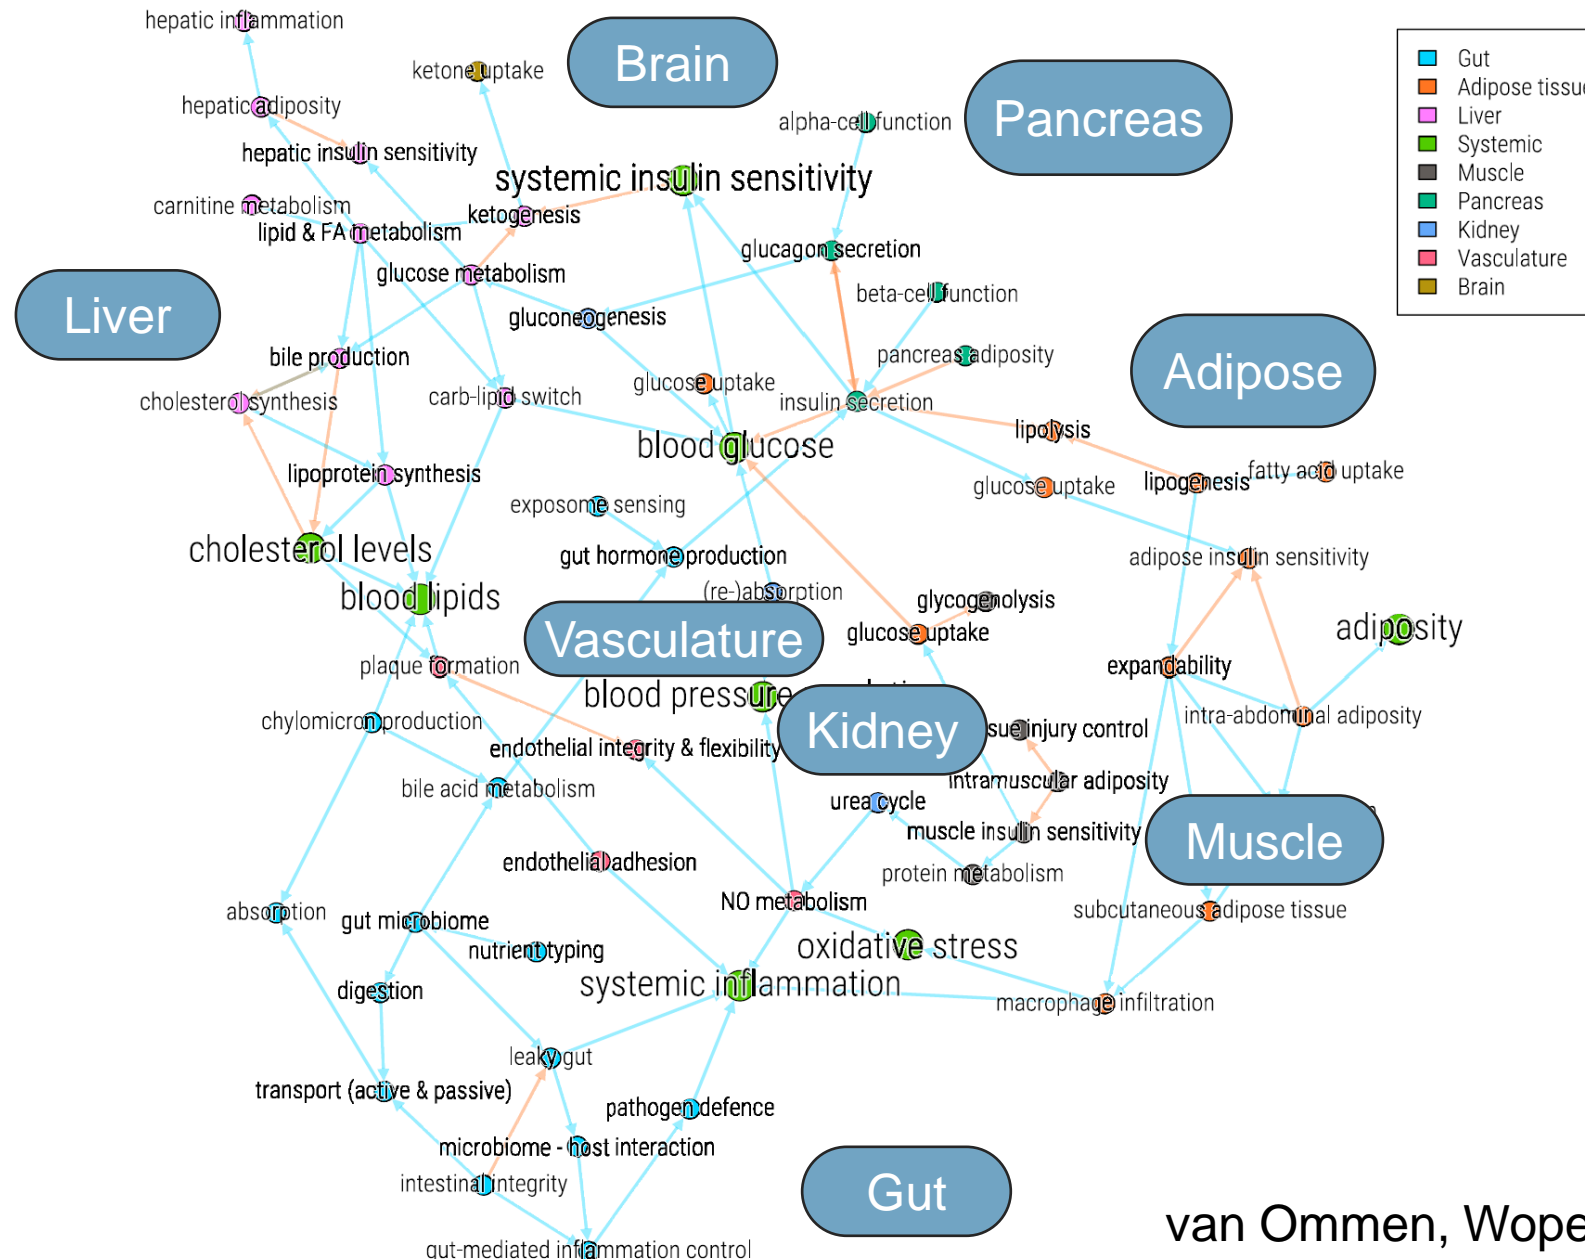 hepatic inflammation
Brain
ketone uptake
Pancreas
Gut
Adipose tissue
Liver
Systemic
Muscle
Pancreas
Kidney
Vasculature
Brain
hepatic adiposity
alpha-cell function
hepatic insulin sensitivity
systemic insulin sensitivity
carnitine metabolism
ketogenesis
lipid & FA metabolism
glucagon secretion
glucose metabolism
beta-cell function
Liver
gluconeogenesis
bile production
pancreas adiposity
Adipose
glucose uptake
cholesterol synthesis
carb-lipid switch
insulin secretion
lipolysis
blood glucose
lipoprotein synthesis
fatty acid uptake
glucose uptake
lipogenesis
exposome sensing
cholesterol levels
gut hormone production
adipose insulin sensitivity
blood lipids
(re-)absorption
glycogenolysis
Vasculature
glucose uptake
adiposity
plaque formation
expandability
blood pressure
chylomicron production
intra-abdominal adiposity
Kidney
injury control
endothelial integrity & flexibility
bile acid metabolism
intramuscular adiposity
urea cycle
muscle insulin sensitivity
Muscle
endothelial adhesion
protein metabolism
NO metabolism
absorption
gut microbiome
subcutaneous adipose tissue
nutrient typing
oxidative stress
systemic inflammation
digestion
macrophage infiltration
leaky gut
transport (active & passive)
pathogen defence
microbiome - host interaction
intestinal integrity
Gut
van Ommen, Wope
gut-mediated inflammation control